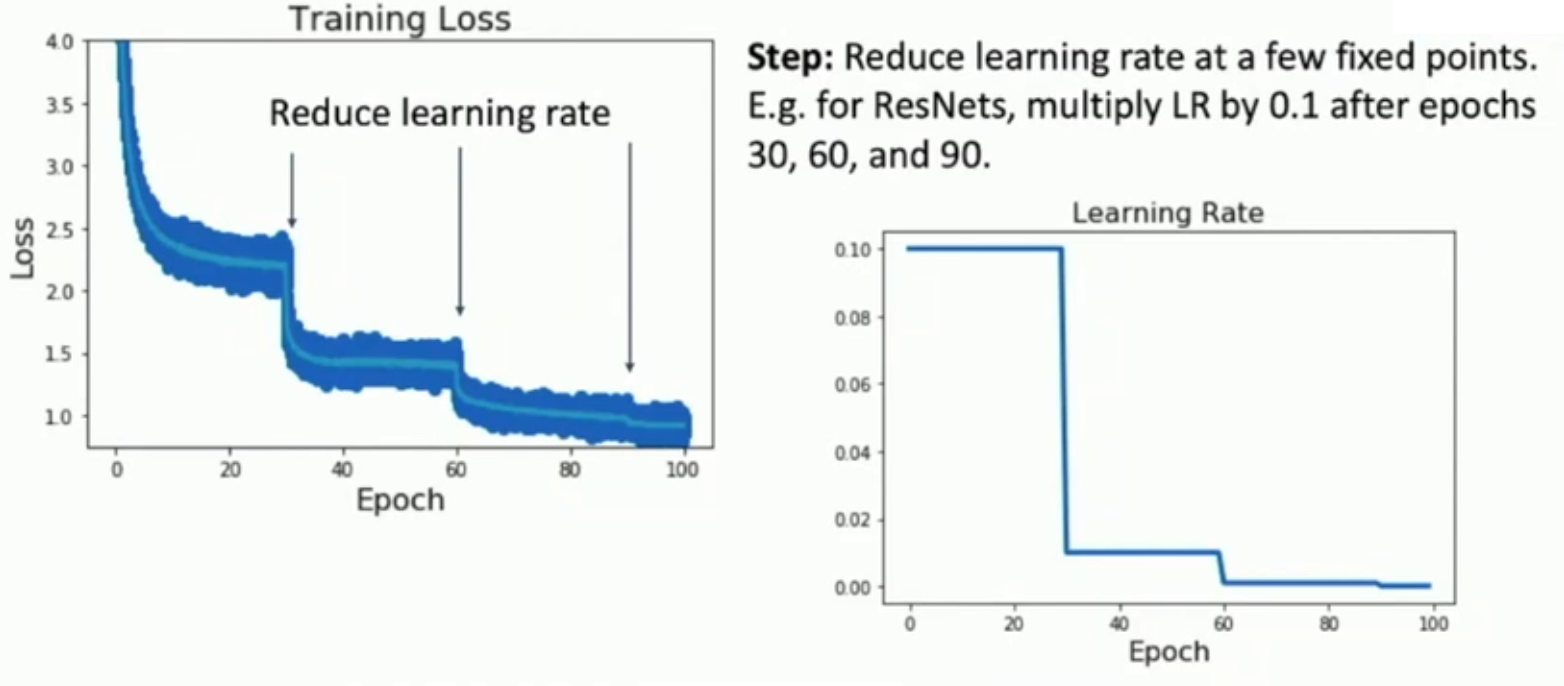 Training Loss
4.0
3.5
3.0
2.5
2.0
1.5
1.0
Loss
Reduce learning rate
0 20 40 60 80 100
Epoch
Step: Reduce learning rate at a few fixed points.
E.g. for ResNets, multiply LR by 0.1 after epochs
30, 60, and 90.
Learning Rate
0.10
0.08
0.06
0.04
0.02
0.00
0 20 40 60 80 100
Epoch